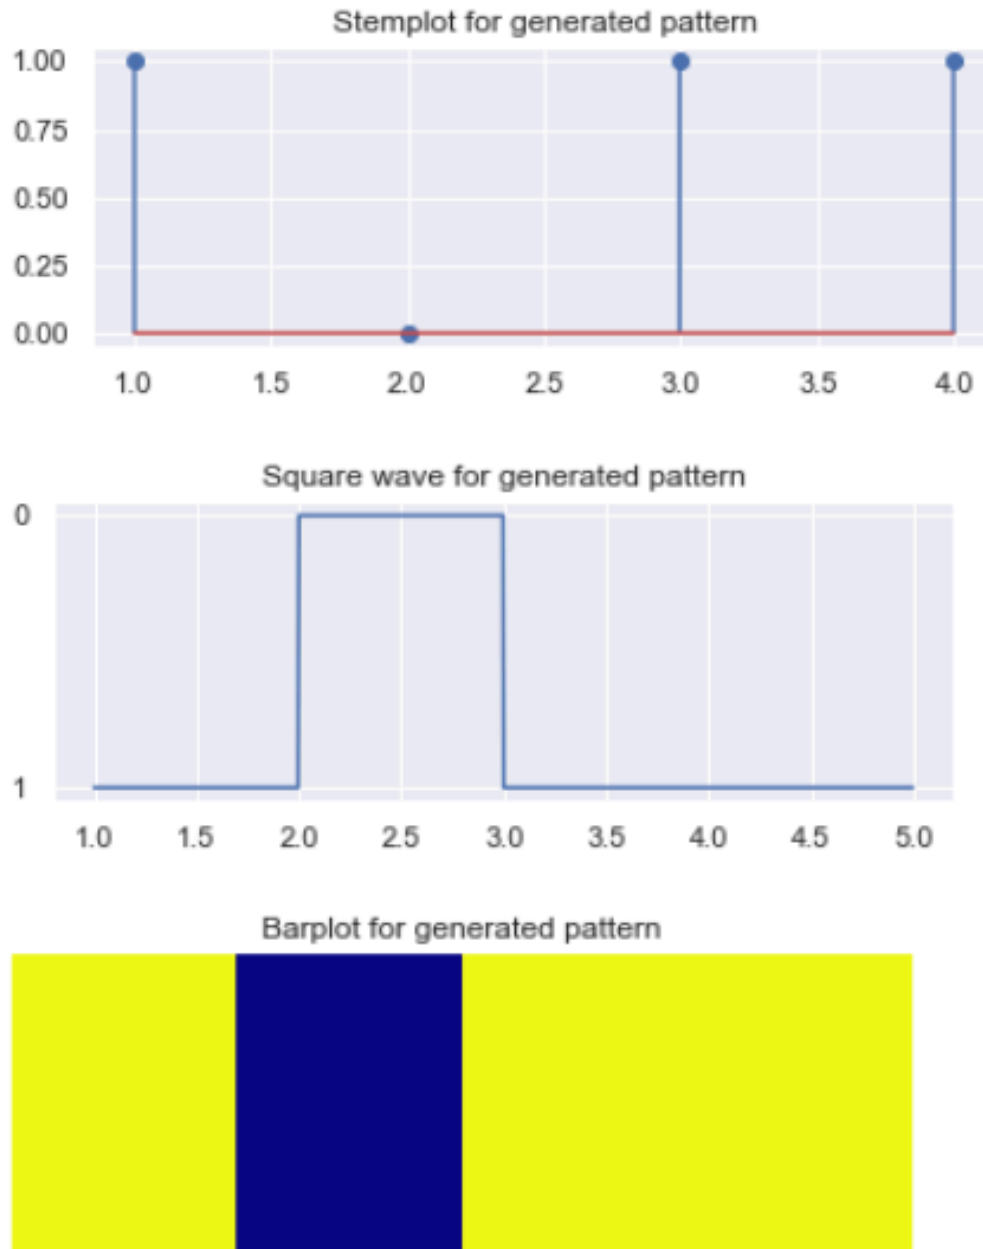 Stemplot for generated pattern
1.00
0.75
0.50
0.25
0.00
1.0 1.5 2.0 2.5 3.0 3.5 4.0
Square wave for generated pattern
0
1
1.0 1.5 2.0 2.5 3.0 3.5 4.0 4.5 5.0
Barplot for generated pattern